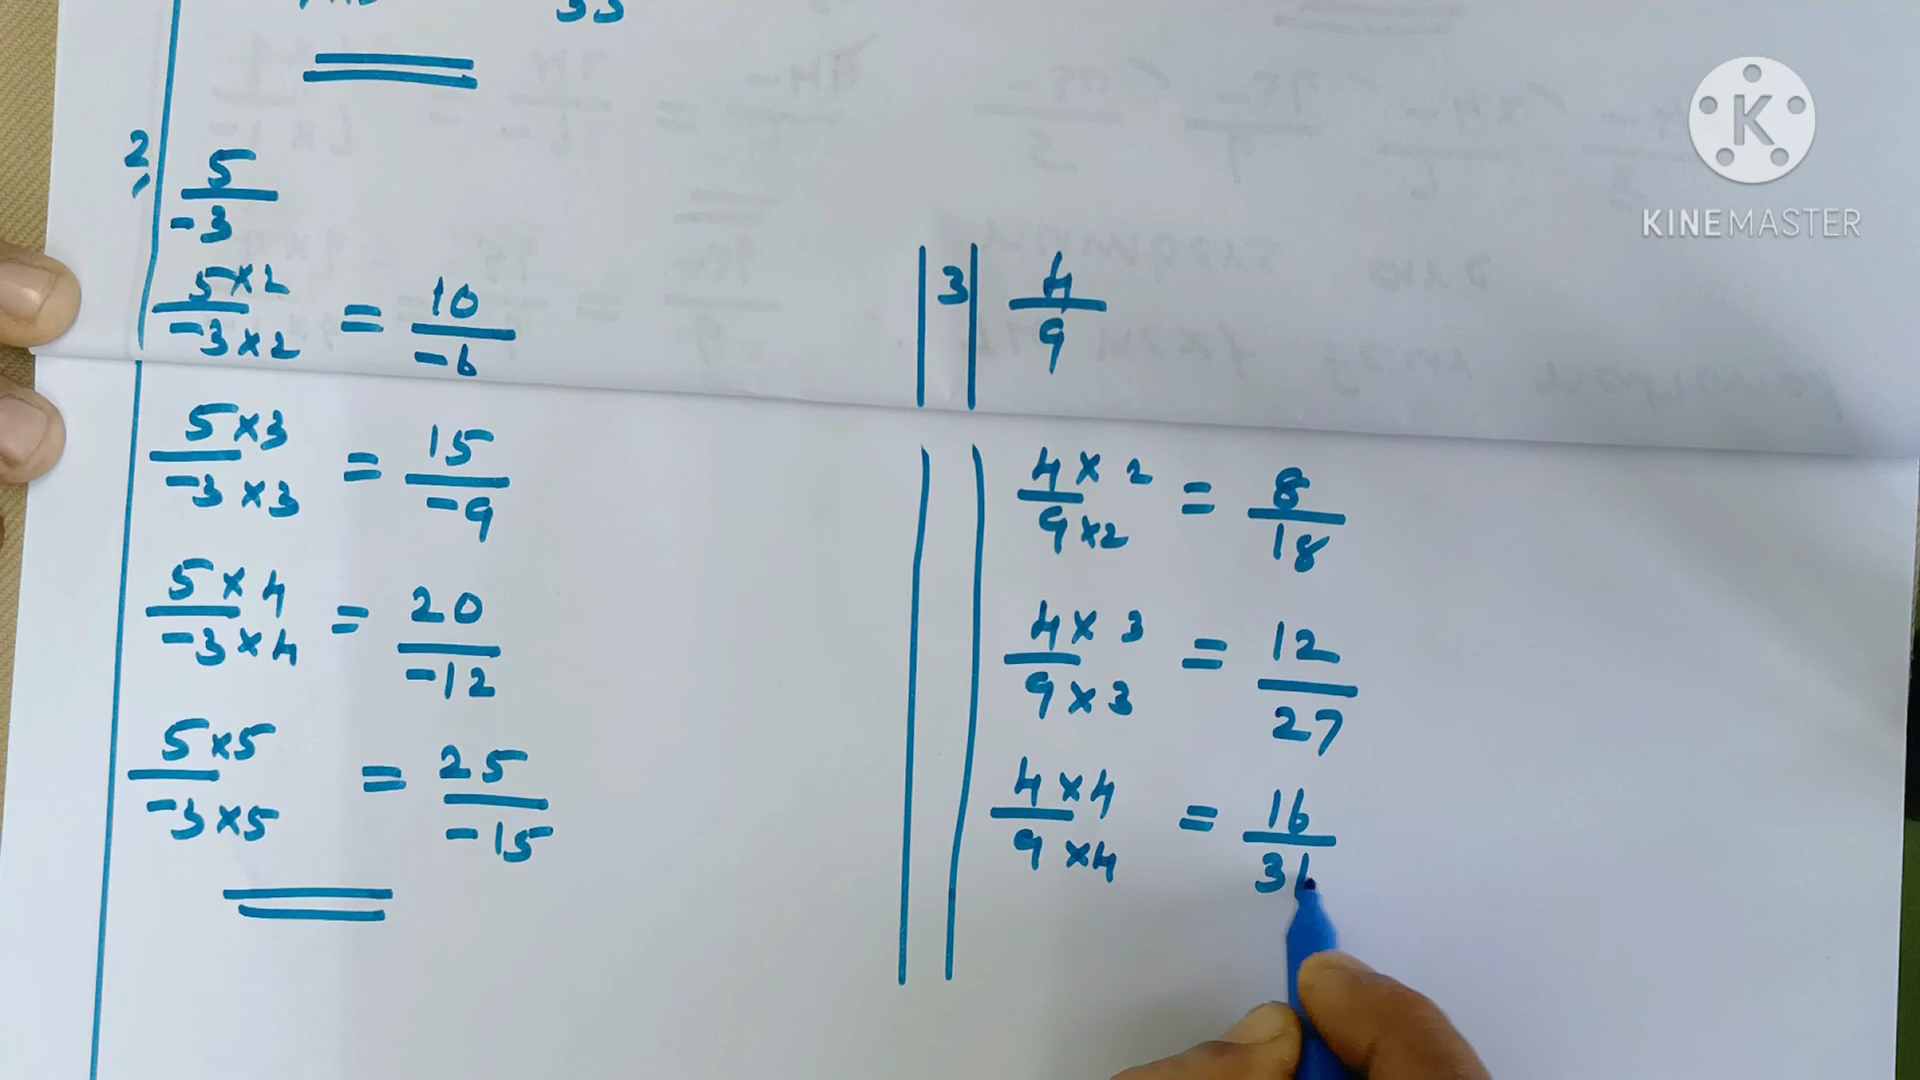 2.
5/-3
5×2/-3×2 = 10/-6
5×3/-3×3 = 15/-9
5×4/-3×4 = 20/-12
5×5/-3×5 = 25/-15
3 4/9
4×2/9×2 = 8/18
4×3/9×3 = 12/27
4×4/9×4 = 16/3
K
KINEMASTER